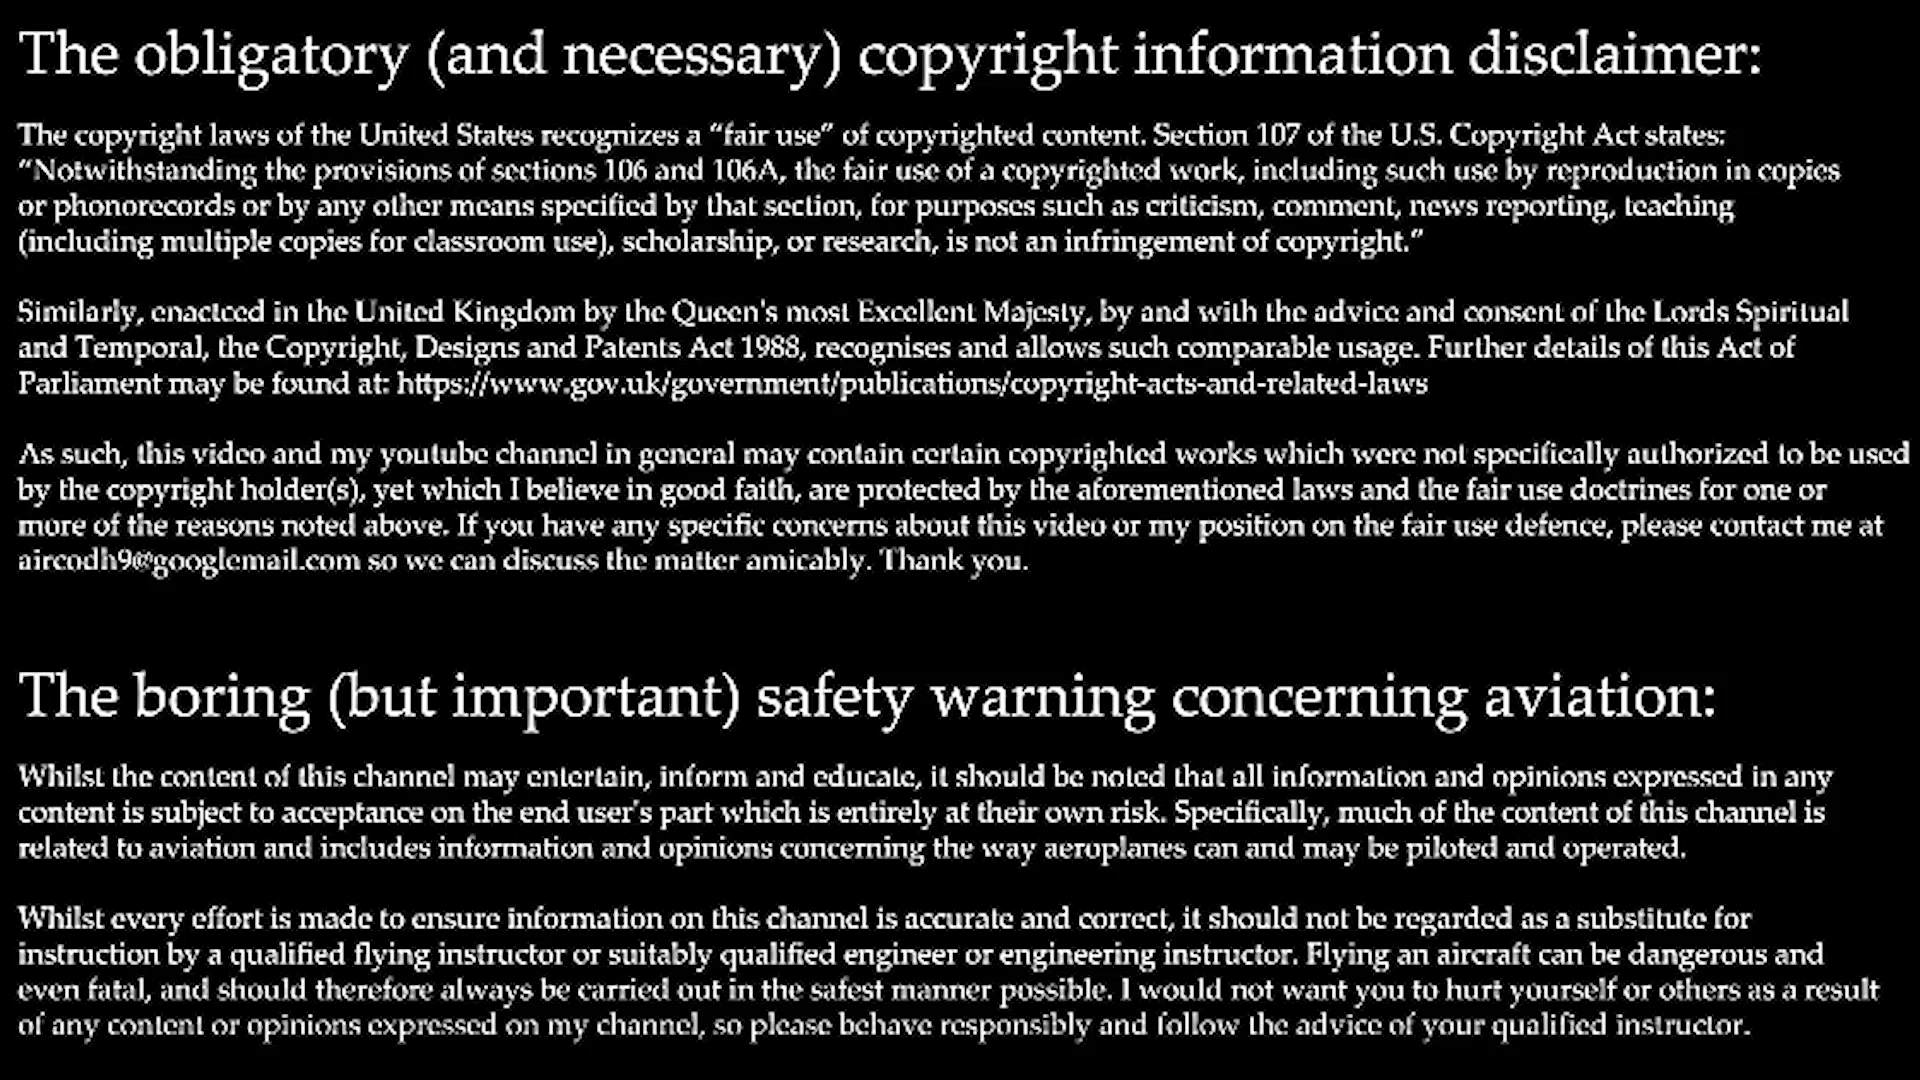 The obligatory (and necessary) copyright information disclaimer:
The copyright laws of the United States recognizes a “fair use” of copyrighted content. Section 107 of the U.S. Copyright Act states:
“Notwithstanding the provisions of sections 106 and 106A, the fair use of a copyrighted work, including such use by reproduction in copies
or phonorecords or by any other means specified by that section, for purposes such as criticism, comment, news reporting, teaching
(including multiple copies for classroom use), scholarship, or research, is not an infringement of copyright.”
Similarly, enactced in the United Kingdom by the Queen's most Excellent Majesty, by and with the advice and consent of the Lords Spiritual
and Temporal, the Copyright, Designs and Patents Act 1988, recognises and allows such comparable usage. Further details of this Act of
Parliament may be found at: https://www.gov.uk/government/publications/copyright-acts-and-related-laws
As such, this video and my youtube channel in general may contain certain copyrighted works which were not specifically authorized to be used
by the copyright holder(s), yet which I believe in good faith, are protected by the aforementioned laws and the fair use doctrines for one or
more of the reasons noted above. If you have any specific concerns about this video or my position on the fair use defence, please contact me at
aircodh9@googlemail.com so we can discuss the matter amicably. Thank you.
The boring (but important) safety warning concerning aviation:
Whilst the content of this channel may entertain, inform and educate, it should be noted that all information and opinions expressed in any
content is subject to acceptance on the end user's part which is entirely at their own risk. Specifically, much of the content of this channel is
related to aviation and includes information and opinions concerning the way aeroplanes can and may be piloted and operated.
Whilst every effort is made to ensure information on this channel is accurate and correct, it should not be regarded as a substitute for
instruction by a qualified flying instructor or suitably qualified engineer or engineering instructor. Flying an aircraft can be dangerous and
even fatal, and should therefore always be carried out in the safest manner possible. I would not want you to hurt yourself or others as a result
of any content or opinions expressed on my channel, so please behave responsibly and follow the advice of your qualified instructor.